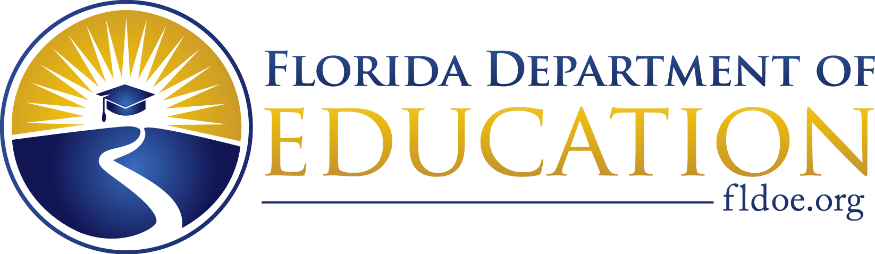 FLORIDA DEPARTMENT OF
EDUCATION
fldoe.org